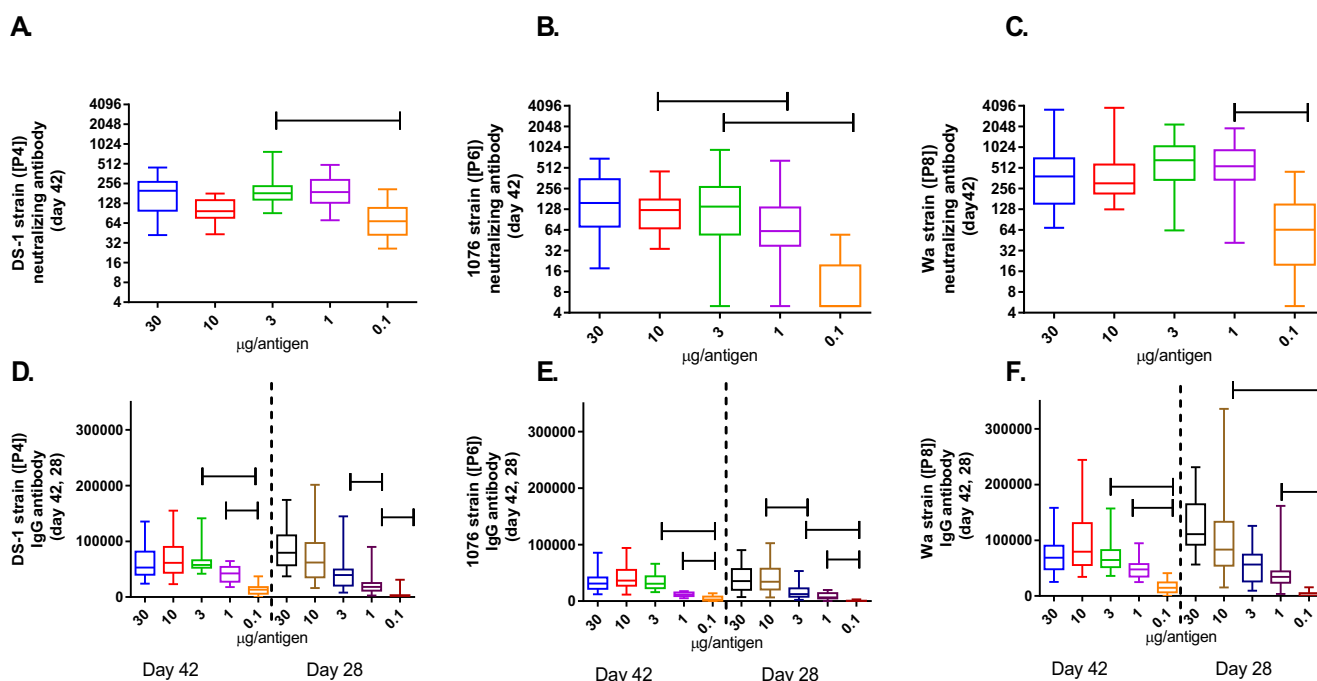 A.
B.
C.
DS-1 strain ([P4])
neutralizing antibody
(day 42)
4096
2048
1024
512
256
128
64
32
16
8
4
30
10
3
1
0.1
μg/antigen
1076 strain ([P6])
neutralizing antibody
(day 42)
4096
2048
1024
512
256
128
64
32
16
8
4
30
10
3
1
0.1
μg/antigen
Wa strain ([P8])
neutralizing antibody
(day42)
4096
2048
1024
512
256
128
64
32
16
8
4
30
10
3
1
0.1
μg/antigen
D.
E.
F.
DS-1 strain ([P4])
IgG antibody
(day 42, 28)
300000
200000
100000
0
30
10
3
1
0.1
30
10
3
1
0.1
μg/antigen
Day 42
Day 28
1076 strain ([P6])
IgG antibody
(day 42, 28)
300000
200000
100000
0
30
10
3
1
0.1
30
10
3
1
0.1
μg/antigen
Day 42
Day 28
Wa strain ([P8])
IgG antibody
(day 42, 28)
300000
200000
100000
0
30
10
3
1
0.1
30
10
3
1
0.1
μg/antigen
Day 42
Day 28